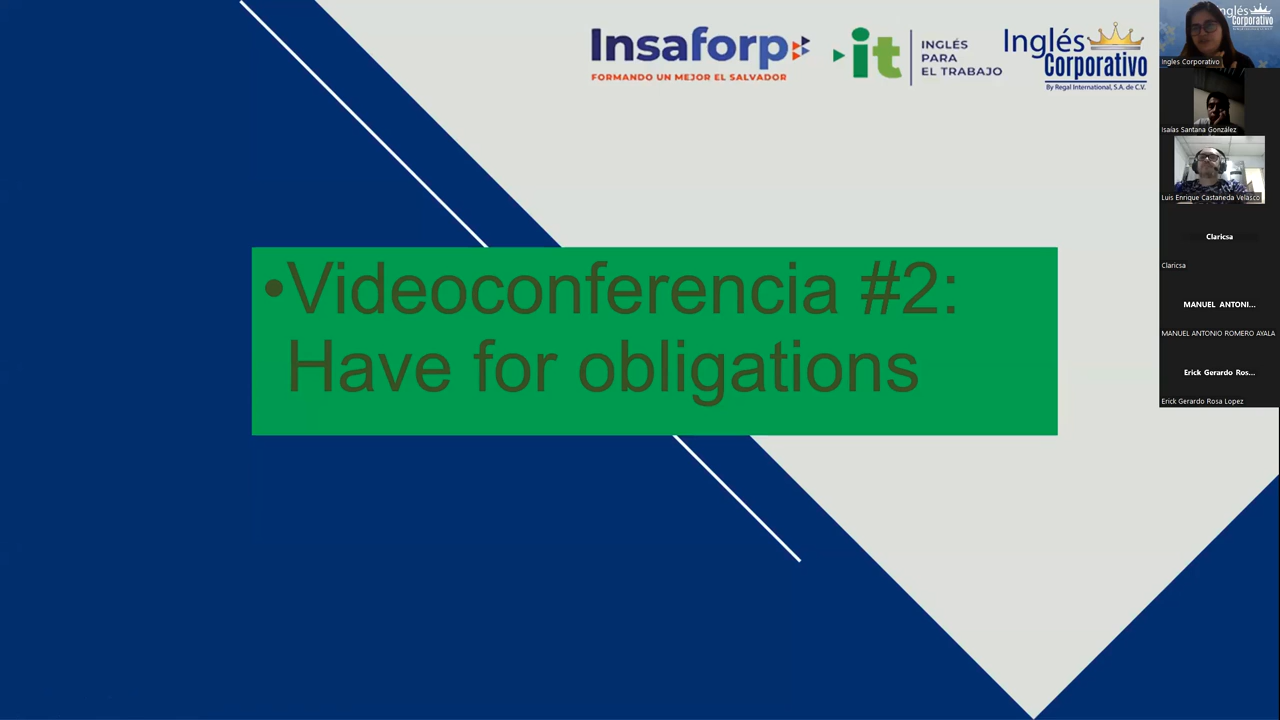 Insaforp
FORMANDO UN MEJOR EL SALVADOR
it
INGLÉS
PARA
EL TRABAJO
Inglés
Corporativo
By Regal International, S.A. de C.V.
•Videoconferencia #2:
Have for obligations
Inglés
Corporativo
Ingles Corporativo
Isaías Santana González
Luis Enrique Castaneda Velasco
Claricsa
Claricsa
MANUEL ANTONI...
MANUEL ANTONIO ROMERO AYALA
Erick Gerardo Ros...
Erick Gerardo Rosa Lopez